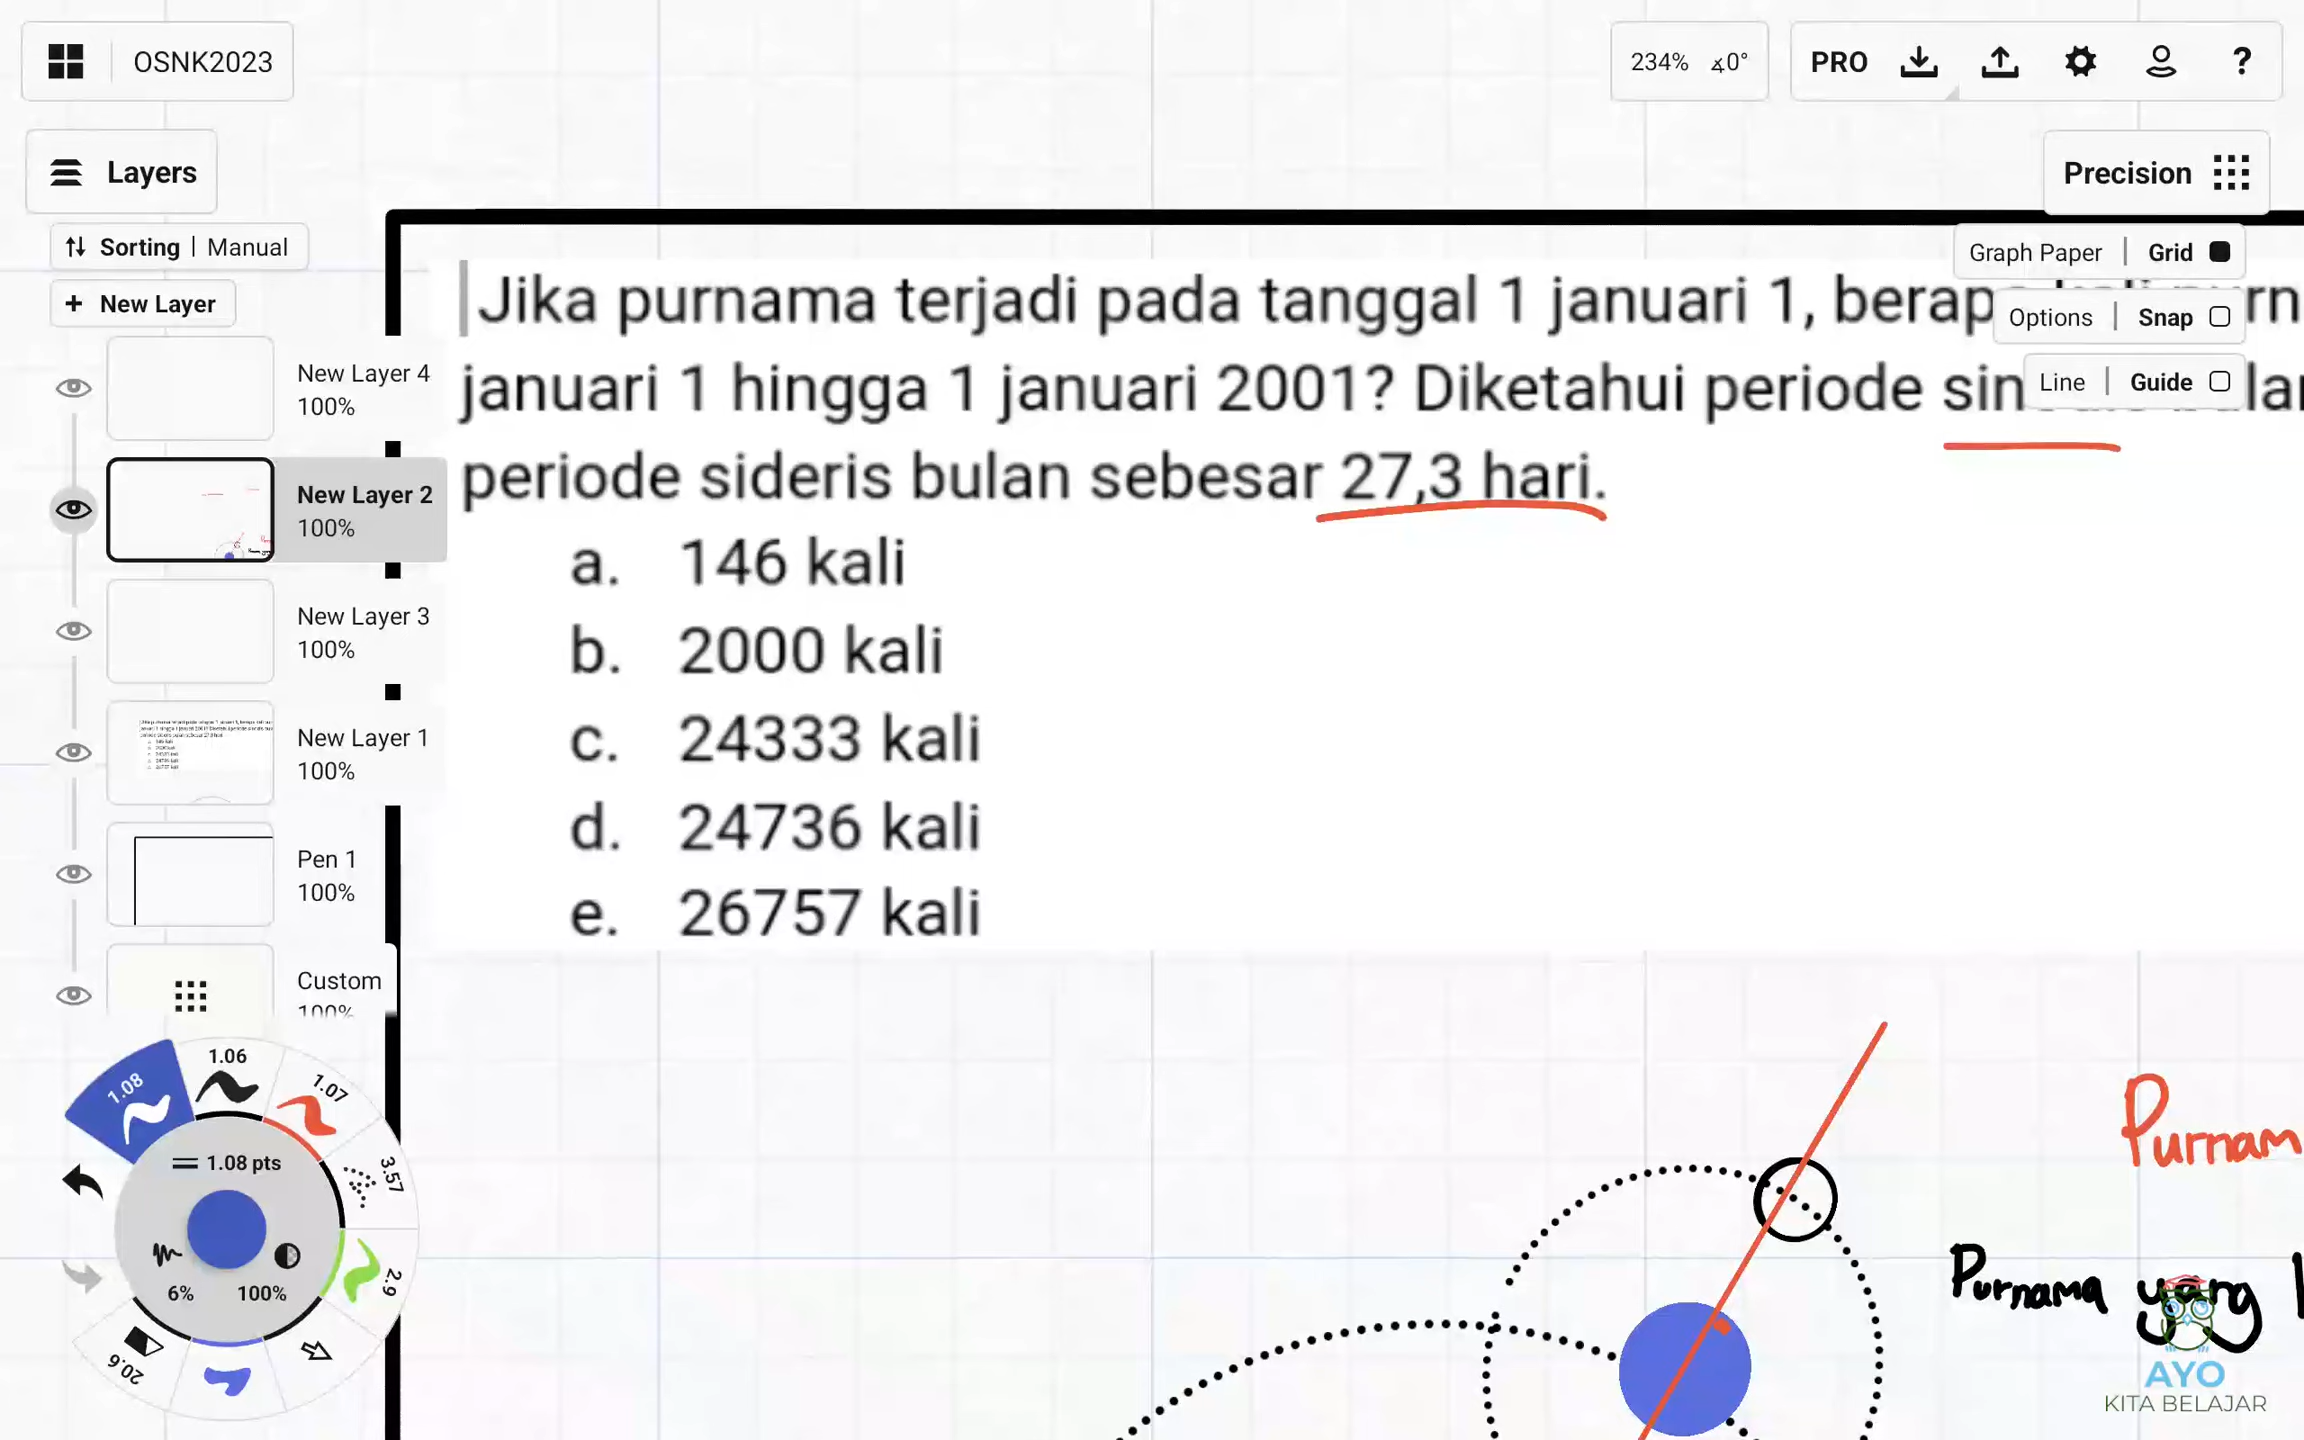 OSNK2023
234% ∡0°
PRO
?
Layers
Precision
Sorting | Manual
Graph Paper | Grid
+ New Layer
Jika purnama terjadi pada tanggal 1 januari 1,
Options | Snap
januari 1 hingga 1 januari 2001? Diketahui periode
Line | Guide
New Layer 4
100%
periode sideris bulan sebesar 27,3 hari.
New Layer 2
100%
a. 146 kali
New Layer 3
100%
b. 2000 kali
New Layer 1
100%
c. 24333 kali
d. 24736 kali
Pen 1
100%
e. 26757 kali
Custom
100%
1.08
1.06
1.07
3.57
2.9
20.6
1.08 pts
6% 100%
Purnam
Purnama yang
AYO
KITA BELAJAR